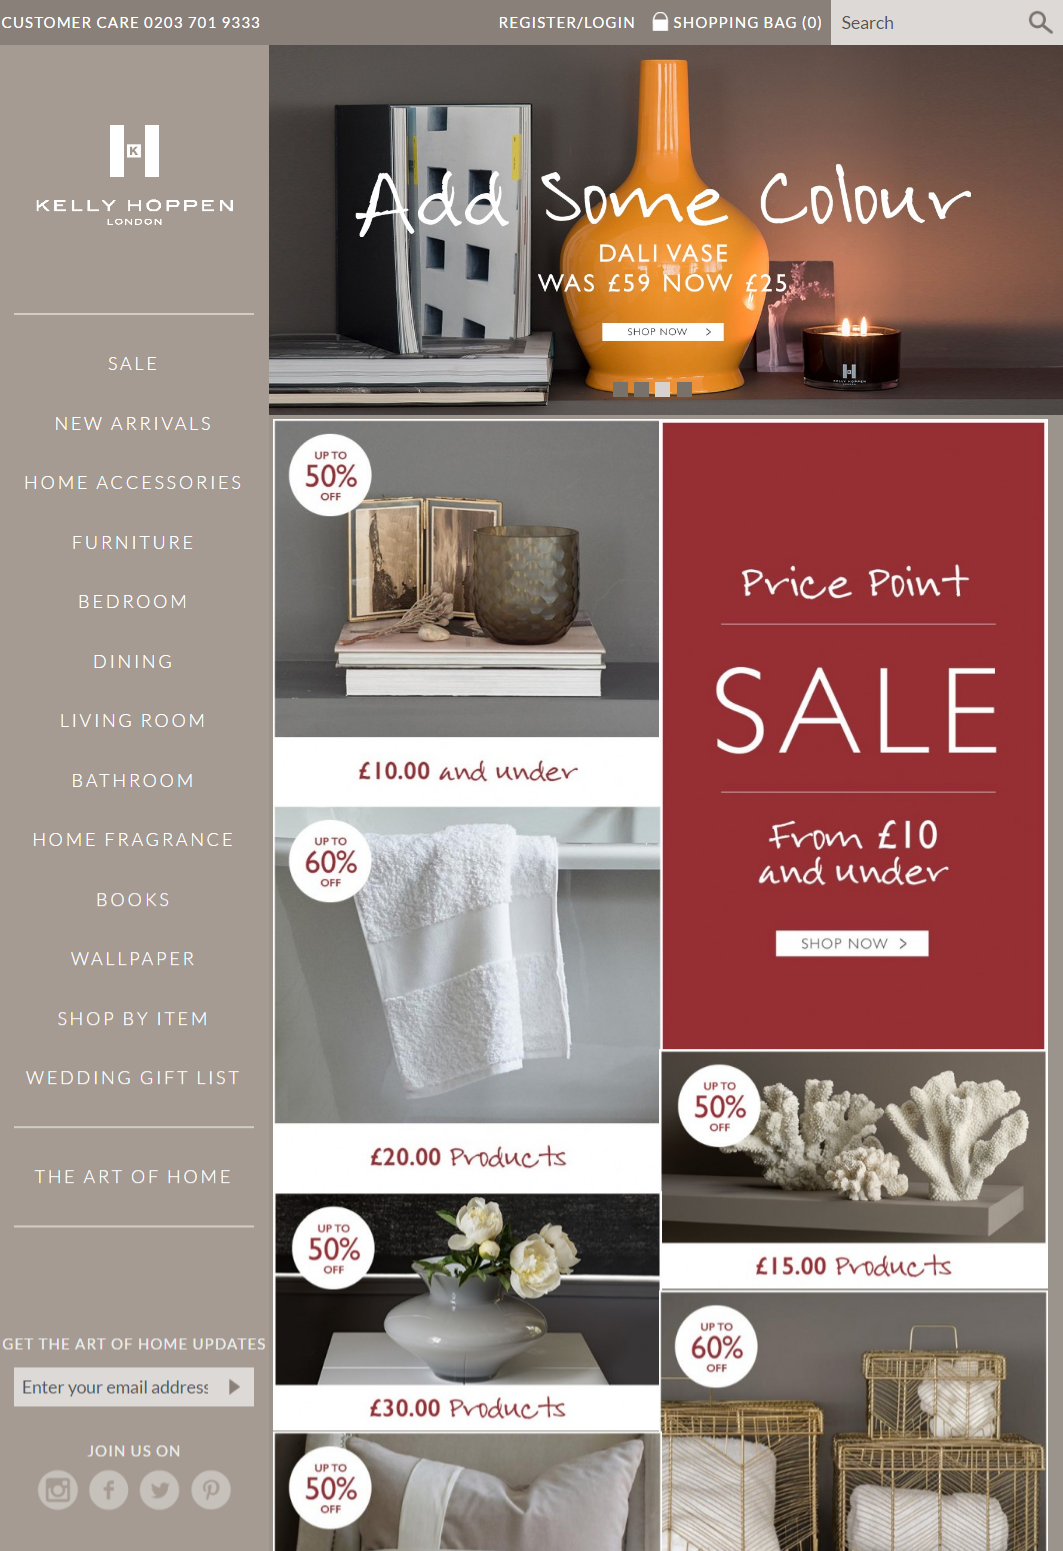 CUSTOMER CARE 0203 701 9333
REGISTER/LOGIN
SHOPPING BAG (0)
Search
K
KELLY HOPPEN
LONDON
SALE
NEW ARRIVALS
HOME ACCESSORIES
FURNITURE
BEDROOM
DINING
LIVING ROOM
BATHROOM
HOME FRAGRANCE
BOOKS
WALLPAPER
SHOP BY ITEM
WEDDING GIFT LIST
THE ART OF HOME
GET THE ART OF HOME UPDATES
Enter your email address
JOIN US ON
Add Some Colour
DALI VASE
WAS £59 NOW £25
SHOP NOW >
KELLY HOPPEN
UP TO
50%
OFF
£10.00 and under
Price Point
SALE
From £10
and under
SHOP NOW >
UP TO
60%
OFF
£20.00 Products
UP TO
50%
OFF
£15.00 Products
UP TO
50%
OFF
£30.00 Products
UP TO
60%
OFF
UP TO
50%
OFF